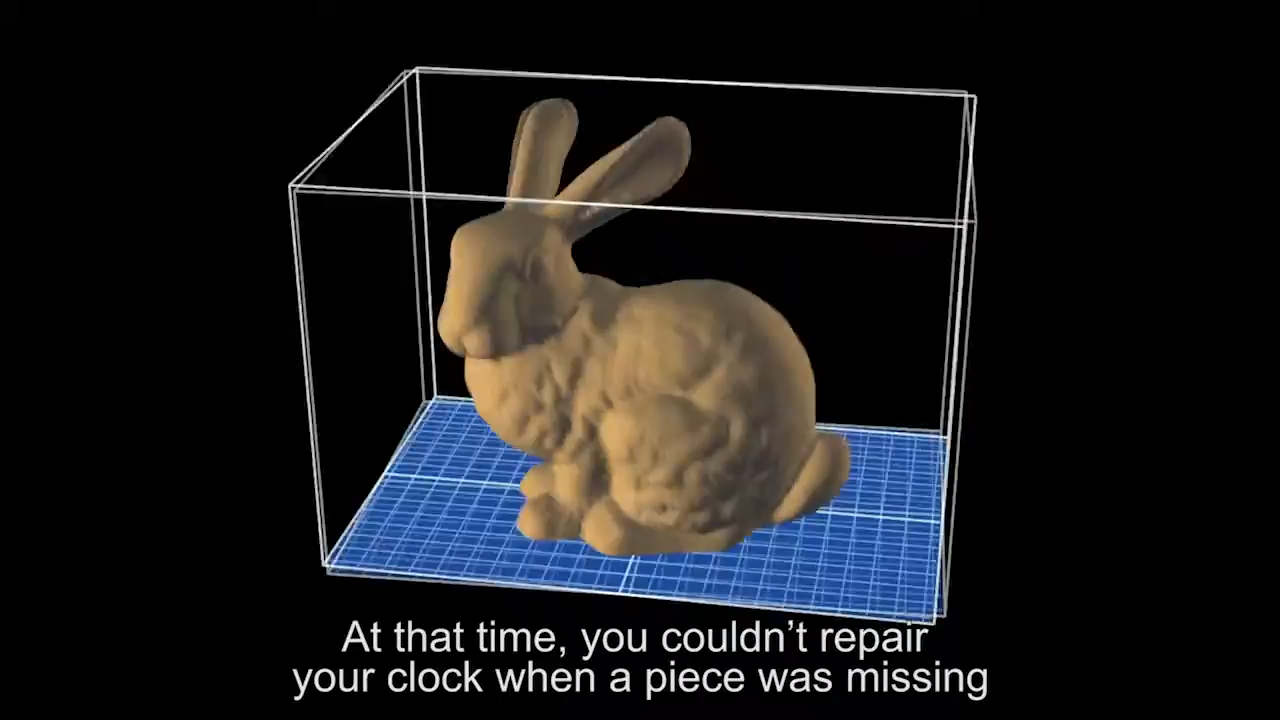 At that time, you couldn’t repair
your clock when a piece was missing